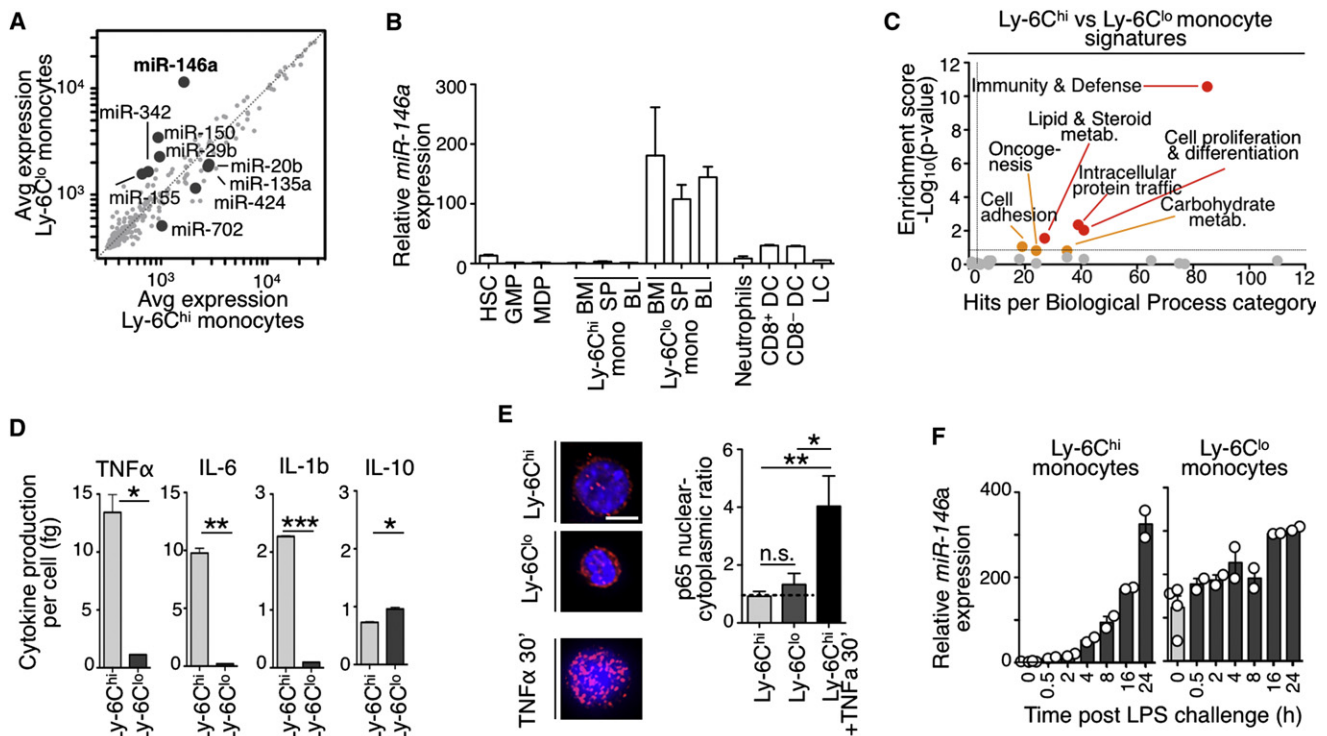 A
Avg expression
Ly-6Clo monocytes
10⁴
10³
miR-146a
miR-342
miR-150
miR-29b
miR-20b
miR-135a
miR-155
miR-424
miR-702
10³
10⁴
Avg expression
Ly-6Chi monocytes
B
Relative miR-146a
expression
300
200
100
0
HSC
GMP
MDP
BMI
SP
BLI
Ly-6Chi
mono
BMI
SP
BLI
Ly-6Clo
mono
Neutrophils
CD8⁺ DC
CD8⁻ DC
LC
C
Ly-6Chi vs Ly-6Clo monocyte
signatures
Enrichment score
-Log₁₀(p-value)
12
10
8
6
4
2
0
Immunity & Defense
Lipid & Steroid
metab.
Cell proliferation
& differentiation
Oncoge-
nesis
Intracellular
protein traffic
Cell
adhesion
Carbohydrate
metab.
20
40
60
80
100
12
Hits per Biological Process category
D
Cytokine production
per cell (fg)
TNFα
15
10
5
0
*
Ly-6Chi
Ly-6Clo
IL-6
15
10
5
0
**
Ly-6Chi
Ly-6Clo
IL-1b
3
2
1
0
***
Ly-6Chi
Ly-6Clo
IL-10
3
2
1
0
*
Ly-6Chi
Ly-6Clo
E
Ly-6Chi
Ly-6Clo
TNFα 30'
p65 nuclear-
cytoplasmic ratio
6
4
2
0
*
**
n.s.
Ly-6Chi
Ly-6Clo
Ly-6Chi
+TNFa 30'
F
Ly-6Chi
monocytes
Ly-6Clo
monocytes
Relative miR-146a
expression
400
200
0
0
0.5
2
4
8
16
24
0
0.5
2
4
8
16
24
Time post LPS challenge (h)